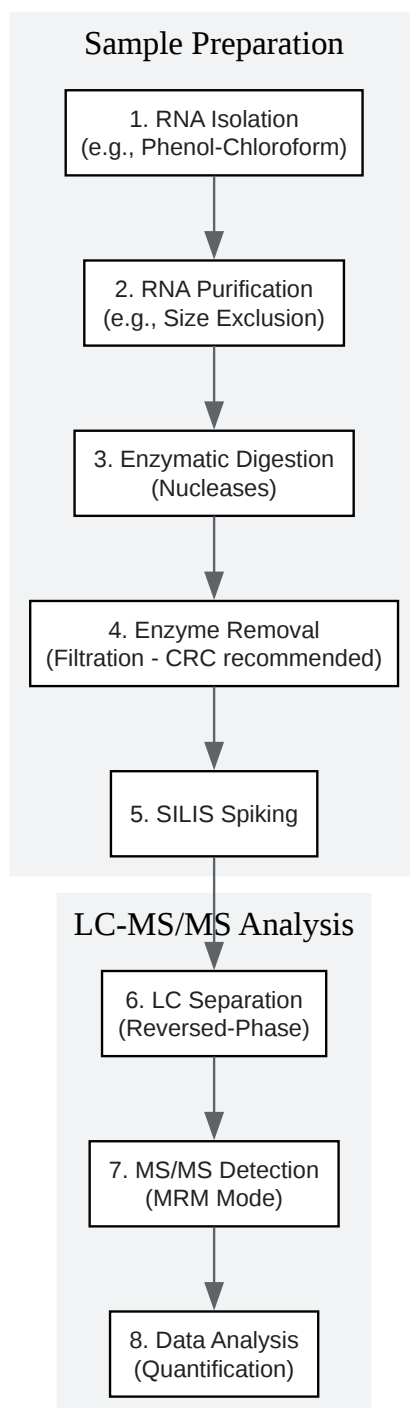 Sample Preparation
1. RNA Isolation
(e.g., Phenol-Chloroform)
2. RNA Purification
(e.g., Size Exclusion)
3. Enzymatic Digestion
(Nucleases)
4. Enzyme Removal
(Filtration - CRC recommended)
5. SILIS Spiking
LC-MS/MS Analysis
6. LC Separation
(Reversed-Phase)
7. MS/MS Detection
(MRM Mode)
8. Data Analysis
(Quantification)